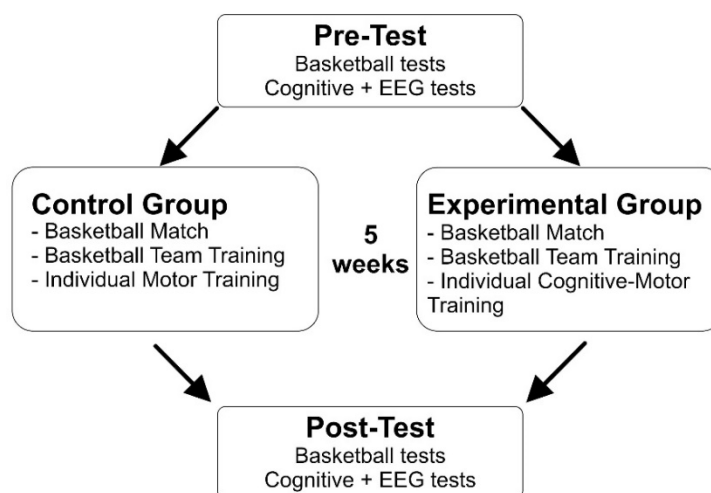 Pre-Test
Basketball tests
Cognitive + EEG tests
Control Group
- Basketball Match
- Basketball Team Training
- Individual Motor Training
5
weeks
Experimental Group
- Basketball Match
- Basketball Team Training
- Individual Cognitive-Motor
Training
Post-Test
Basketball tests
Cognitive + EEG tests